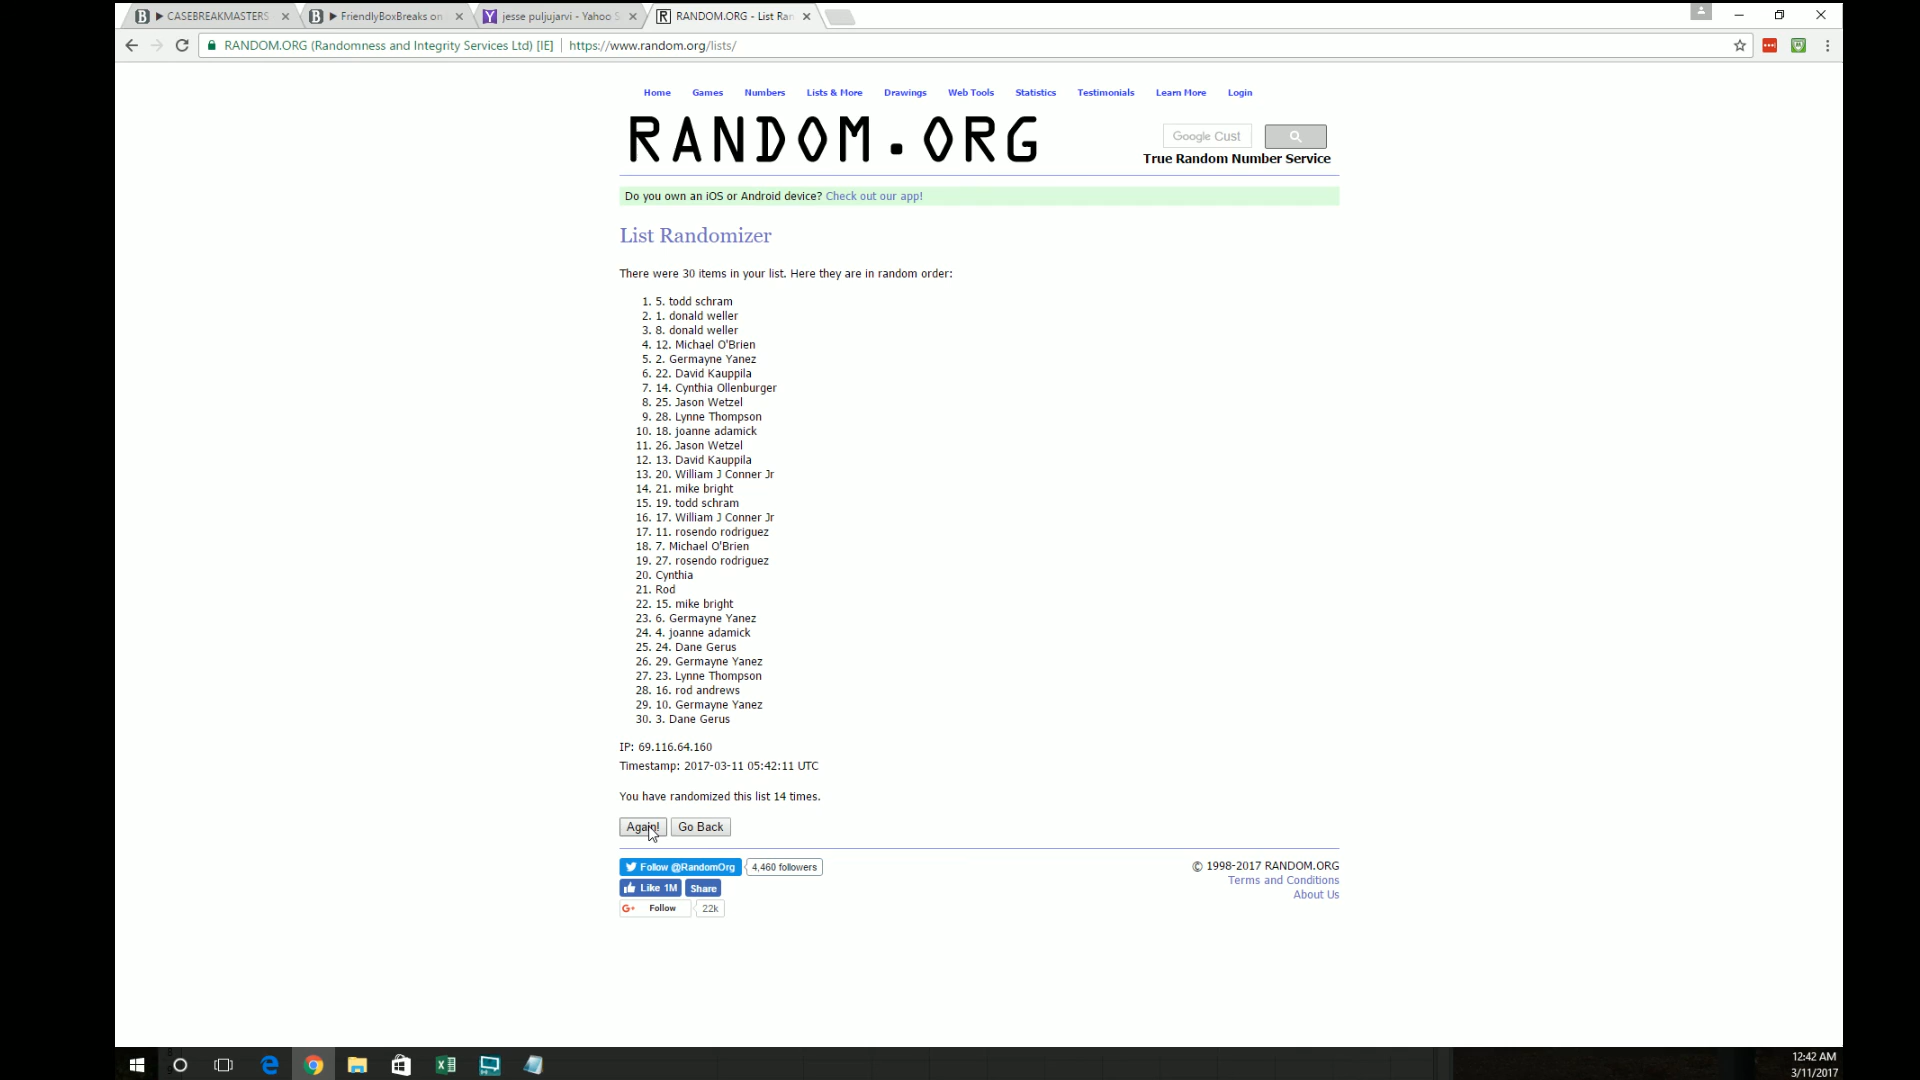 CASEBREAKMASTERS
▶ FriendlyBoxBreaks on
jesse puljujarvi - Yahoo S
RANDOM.ORG - List Ran
RANDOM.ORG (Randomness and Integrity Services Ltd) [IE] https://www.random.org/lists/
Home Games Numbers Lists & More Drawings Web Tools Statistics Testimonials Learn More Login
RANDOM.ORG
Google Cust
True Random Number Service
Do you own an iOS or Android device? Check out our app!
List Randomizer
There were 30 items in your list. Here they are in random order:
1. 5. todd schram
2. 1. donald weller
3. 8. donald weller
4. 12. Michael O'Brien
5. 2. Germayne Yanez
6. 22. David Kauppila
7. 14. Cynthia Ollenburger
8. 25. Jason Wetzel
9. 28. Lynne Thompson
10. 18. joanne adamick
11. 26. Jason Wetzel
12. 13. David Kauppila
13. 20. William J Conner Jr
14. 21. mike bright
15. 19. todd schram
16. 17. William J Conner Jr
17. 11. rosendo rodriguez
18. 7. Michael O'Brien
19. 27. rosendo rodriguez
20. Cynthia
21. Rod
22. 15. mike bright
23. 6. Germayne Yanez
24. 4. joanne adamick
25. 24. Dane Gerus
26. 29. Germayne Yanez
27. 23. Lynne Thompson
28. 16. rod andrews
29. 10. Germayne Yanez
30. 3. Dane Gerus
IP: 69.116.64.160
Timestamp: 2017-03-11 05:42:11 UTC
You have randomized this list 14 times.
Again! Go Back
Follow @RandomOrg 4,460 followers
Like 1M Share
G+ Follow 22k
© 1998-2017 RANDOM.ORG
Terms and Conditions
About Us
12:42 AM
3/11/2017